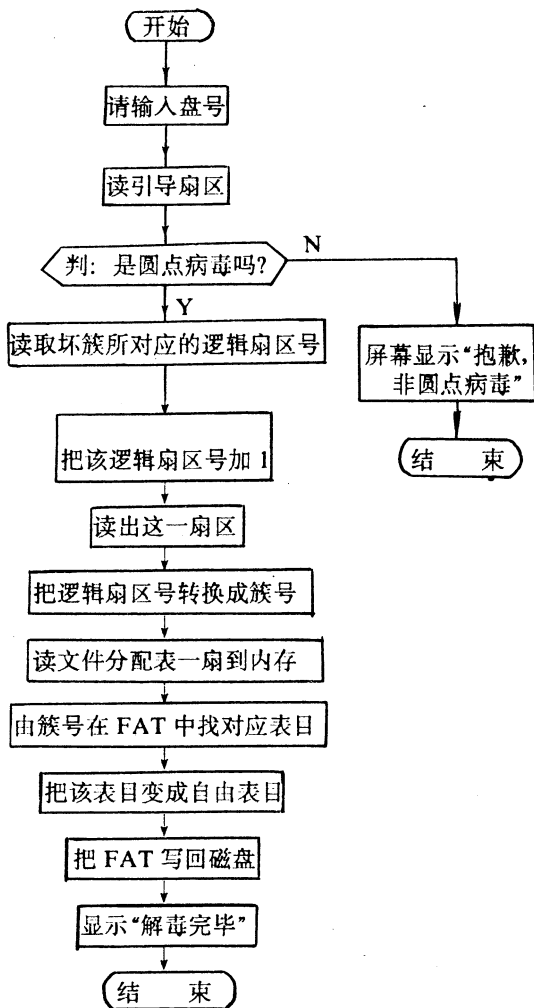 开始
请输入盘号
读引导扇区
判：是圆点病毒吗？
N
Y
读取坏簇所对应的逻辑扇区号
屏幕显示“抱歉，
非圆点病毒”
结 束
把该逻辑扇区号加 1
读出这一扇区
把逻辑扇区号转换成簇号
读文件分配表一扇到内存
由簇号在 FAT 中找对应表目
把该表目变成自由表目
把 FAT 写回磁盘
显示“解毒完毕”
结 束